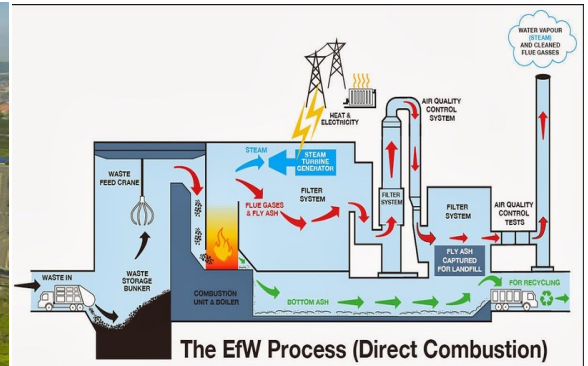 WATER VAPOUR
(STEAM)
AND CLEANED
FLUE GASSES
HEAT &
ELECTRICITY
AIR QUALITY
CONTROL
SYSTEM
STEAM
STEAM
TURBINE
GENERATOR
WASTE
FEED CRANE
FLUE GASES
& FLY ASH
FILTER
SYSTEM
FILTER
SYSTEM
FILTER
SYSTEM
AIR QUALITY
CONTROL
TESTS
FLY ASH
CAPTURED
FOR LANDFILL
WASTE IN
WASTE
STORAGE
BUNKER
COMBUSTION
UNIT & BOILER
BOTTOM ASH
FOR RECYCLING
The EfW Process (Direct Combustion)